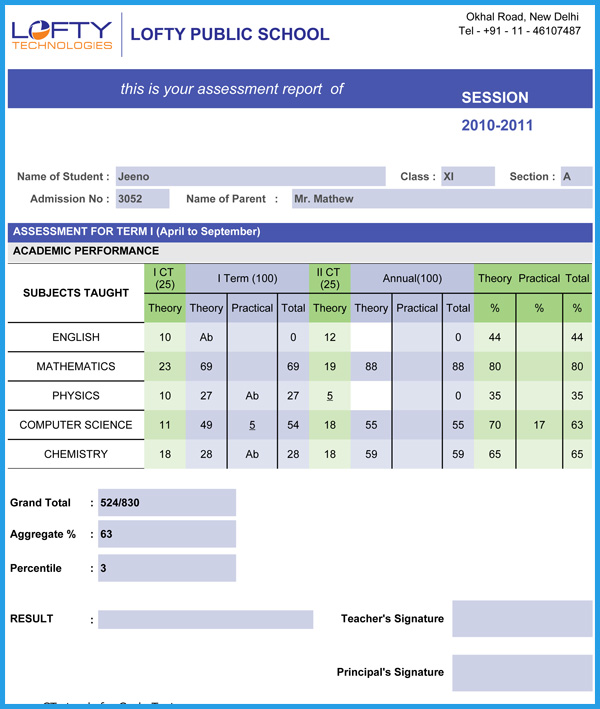 LOFTY
TECHNOLOGIES
LOFTY PUBLIC SCHOOL
Okhal Road, New Delhi
Tel - +91 - 11 - 46107487
this is your assessment report of
SESSION
2010-2011
Name of Student : Jeeno Class : XI Section : A
Admission No : 3052 Name of Parent : Mr. Mathew
ASSESSMENT FOR TERM I (April to September)
ACADEMIC PERFORMANCE
SUBJECTS TAUGHT I CT (25) I Term (100) II CT (25) Annual(100) Theory Practical Total
Theory Theory Practical Total Theory Theory Practical Total % % %
ENGLISH 10 Ab 0 12 0 44 44
MATHEMATICS 23 69 69 19 88 88 80 80
PHYSICS 10 27 Ab 27 5 0 35 35
COMPUTER SCIENCE 11 49 5 54 18 55 55 70 17 63
CHEMISTRY 18 28 Ab 28 18 59 59 65 65
Grand Total : 524/830
Aggregate % : 63
Percentile : 3
RESULT :
Teacher's Signature
Principal's Signature